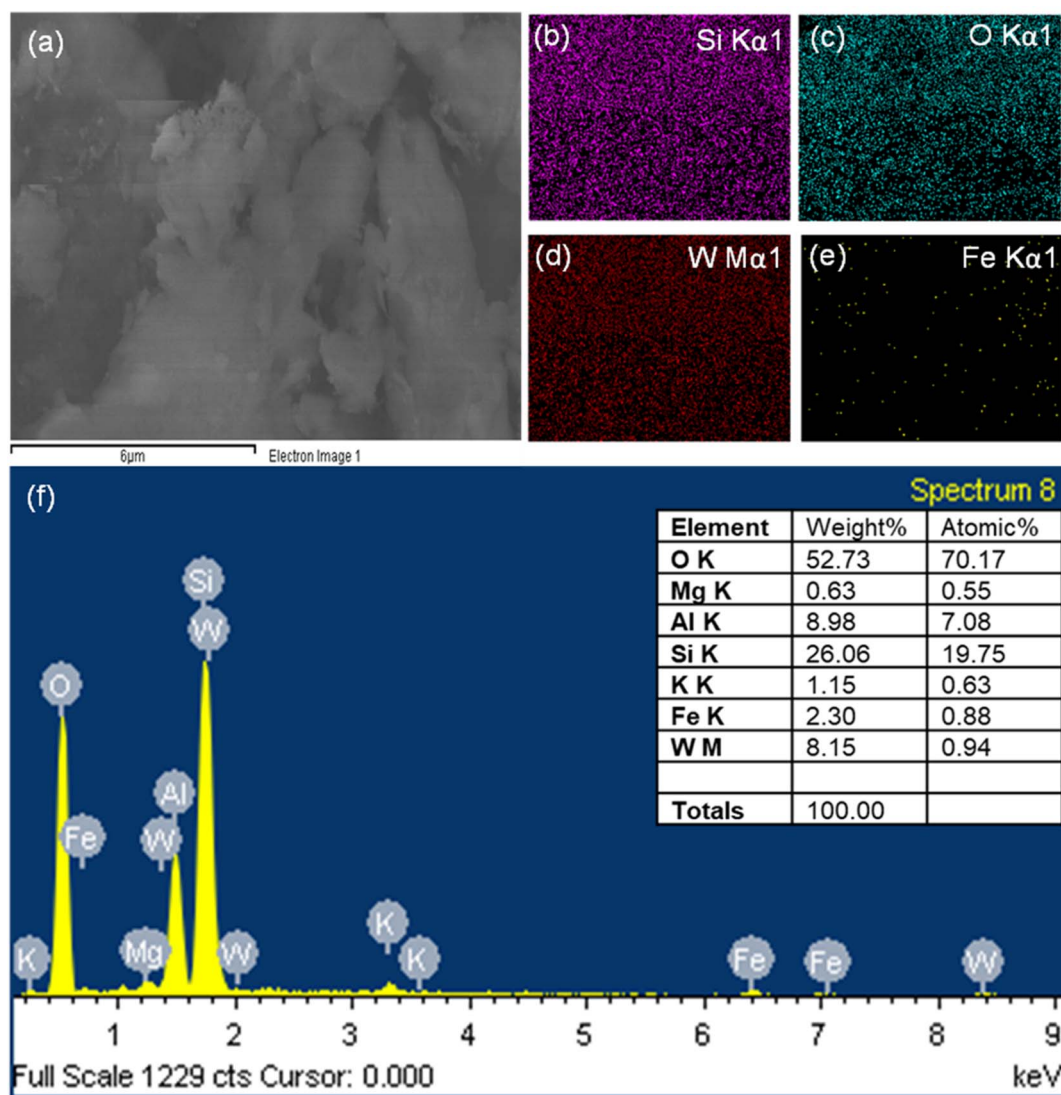 (a)
(b) Si Kα1
(c) O Kα1
(d) W Mα1
(e) Fe Kα1
6µm Electron Image 1
(f)
Spectrum 8
Element Weight% Atomic%
O K 52.73 70.17
Mg K 0.63 0.55
Al K 8.98 7.08
Si K 26.06 19.75
K K 1.15 0.63
Fe K 2.30 0.88
W M 8.15 0.94
Totals 100.00
Si
W
O
Al
Fe
W
K
K
Mg
W
K
Fe
Fe
W
1 2 3 4 5 6 7 8 9
Full Scale 1229 cts Cursor: 0.000 keV